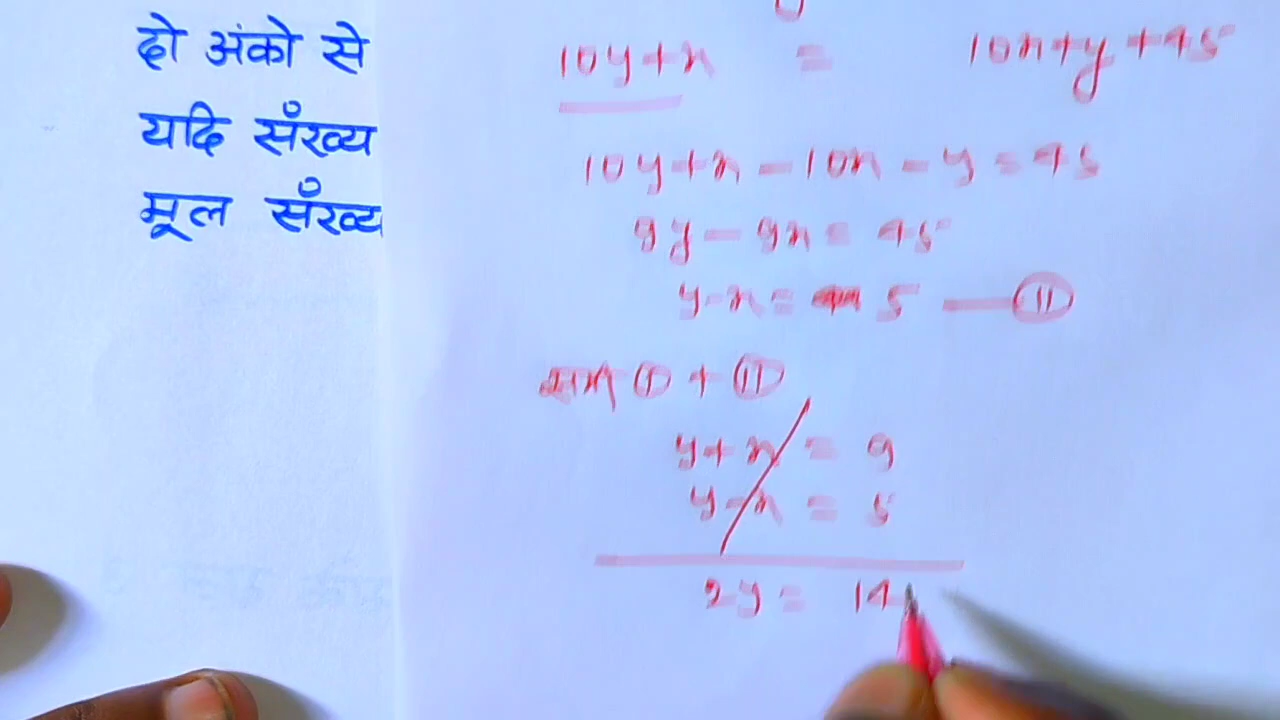 दो अंको से
यदि सँख्य
मूल सँख्य
10y+x = 10x+y+45
10y+x-10x-y=45
9y-9x=45
y-x= 5 —— II
I + II
y+x = 9
y-x = 5
2y= 14